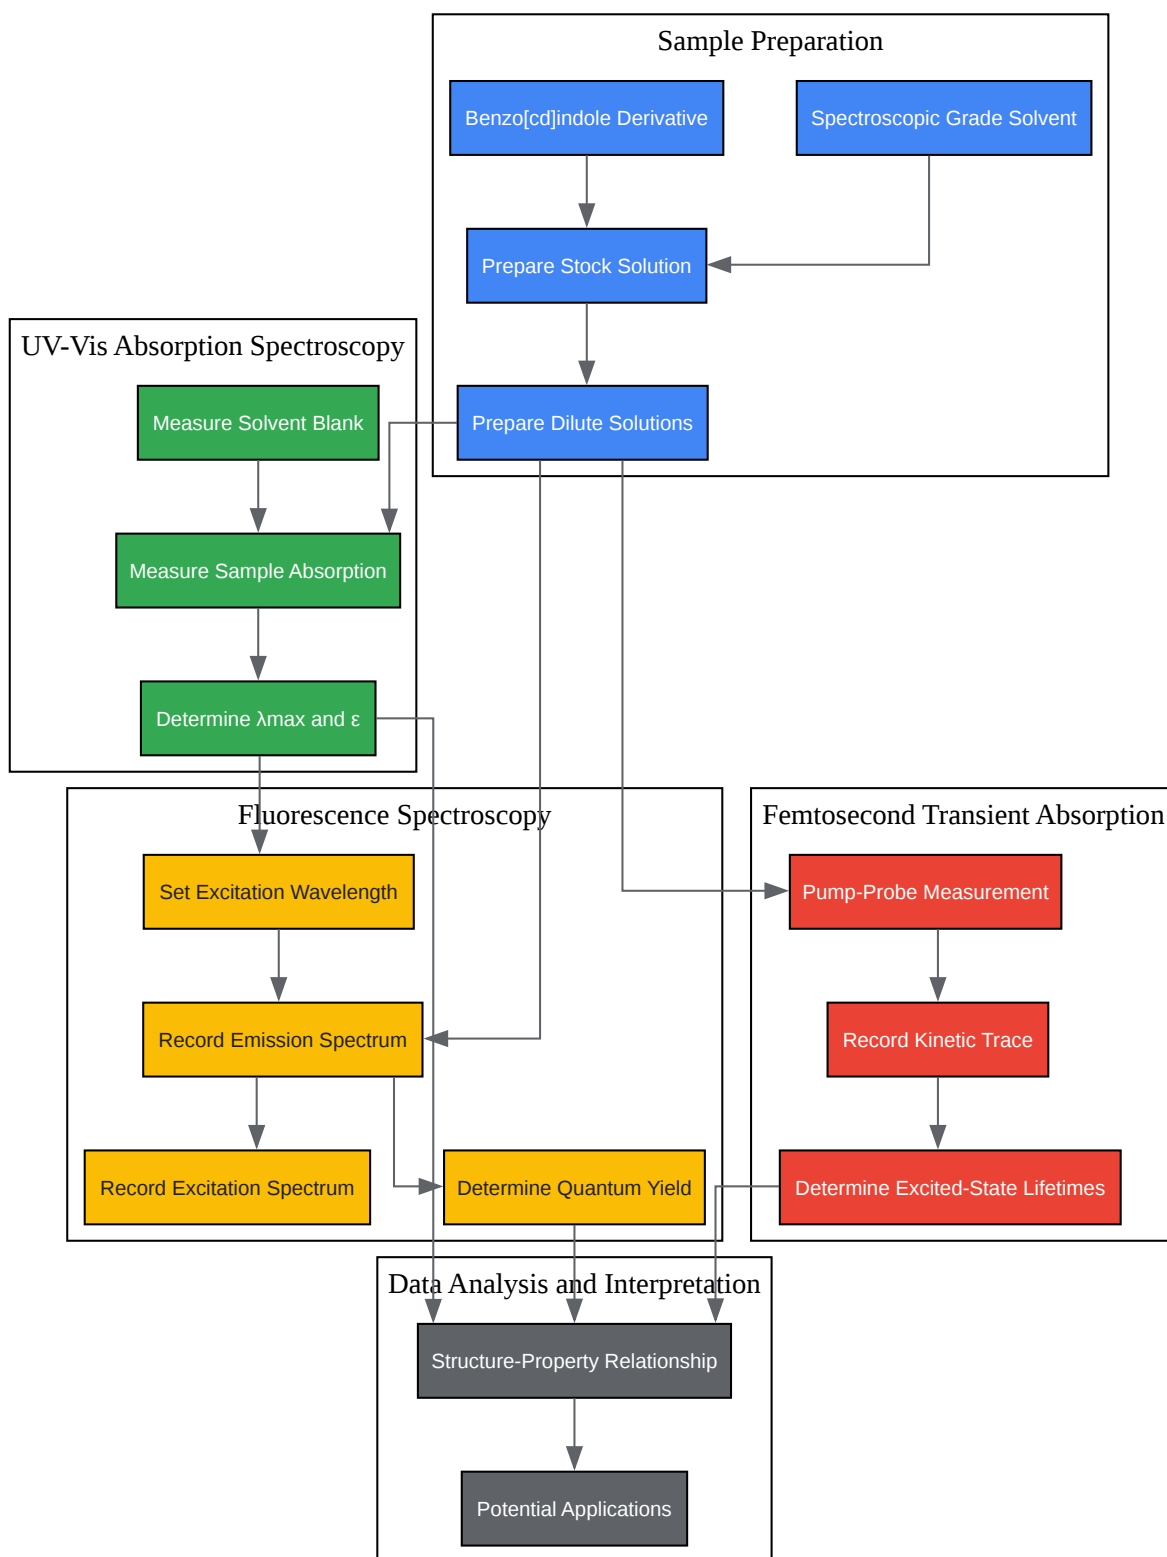 Sample Preparation
Benzo[cd]indole Derivative
Spectroscopic Grade Solvent
Prepare Stock Solution
Prepare Dilute Solutions
UV-Vis Absorption Spectroscopy
Measure Solvent Blank
Measure Sample Absorption
Determine λmax and ε
Fluorescence Spectroscopy
Set Excitation Wavelength
Record Emission Spectrum
Record Excitation Spectrum
Determine Quantum Yield
Femtosecond Transient Absorption
Pump-Probe Measurement
Record Kinetic Trace
Determine Excited-State Lifetimes
Data Analysis and Interpretation
Structure-Property Relationship
Potential Applications